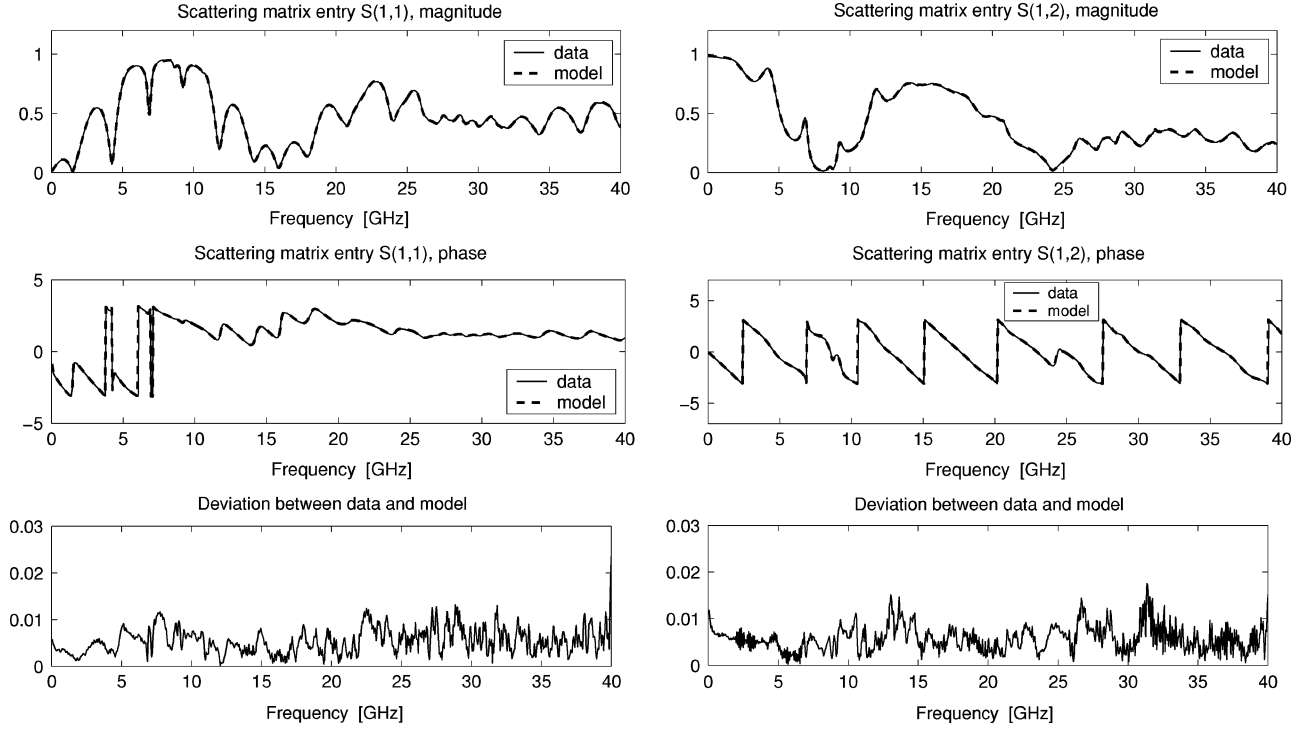 Scattering matrix entry S(1,1), magnitude
1
0.5
0
data
model
0 5 10 15 20 25 30 35 40
Frequency [GHz]
Scattering matrix entry S(1,2), magnitude
1
0.5
0
data
model
0 5 10 15 20 25 30 35 40
Frequency [GHz]
Scattering matrix entry S(1,1), phase
5
0
−5
data
model
0 5 10 15 20 25 30 35 40
Frequency [GHz]
Scattering matrix entry S(1,2), phase
5
0
−5
data
model
0 5 10 15 20 25 30 35 40
Frequency [GHz]
Deviation between data and model
0.03
0.02
0.01
0
0 5 10 15 20 25 30 35 40
Frequency [GHz]
Deviation between data and model
0.03
0.02
0.01
0
0 5 10 15 20 25 30 35 40
Frequency [GHz]